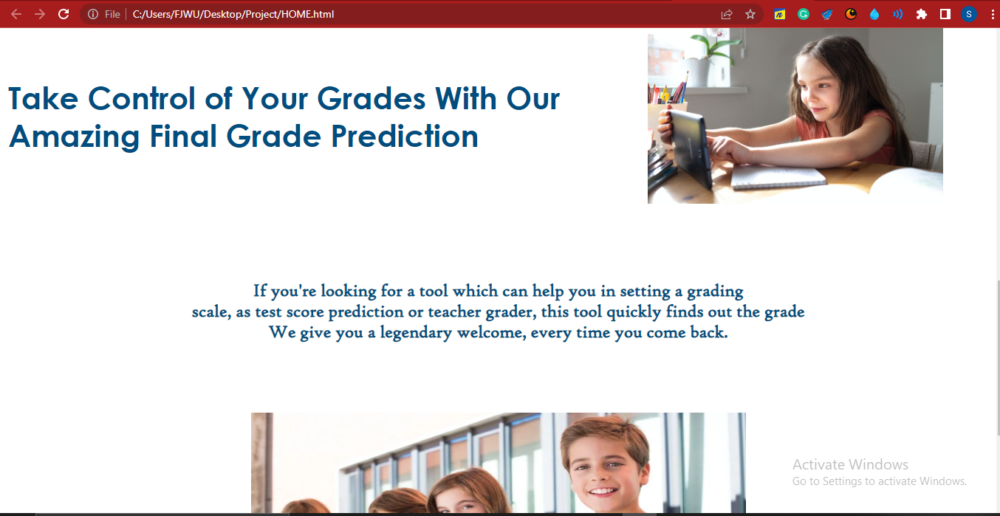 File C:/Users/FJWU/Desktop/Project/HOME.html
S
Take Control of Your Grades With Our
Amazing Final Grade Prediction
If you're looking for a tool which can help you in setting a grading
scale, as test score prediction or teacher grader, this tool quickly finds out the grade
We give you a legendary welcome, every time you come back.
Activate Windows
Go to Settings to activate Windows.